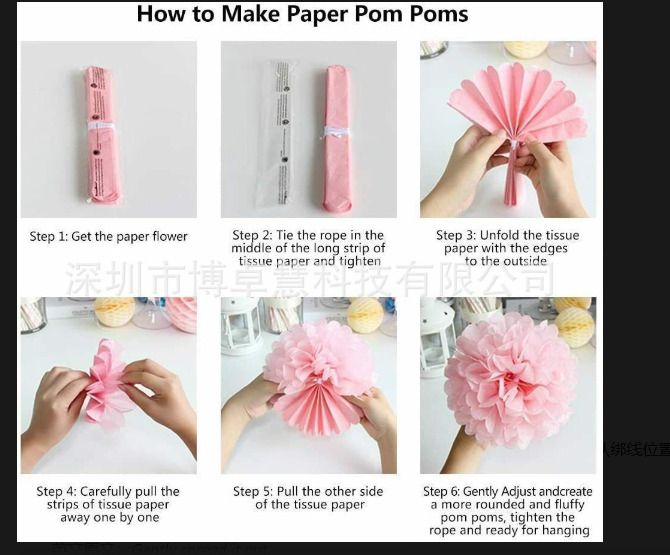 How to Make Paper Pom Poms
Step 1: Get the paper flower
Step 2: Tie the rope in the
middle of the long strip of
tissue paper and tighten
Step 3: Unfold the tissue
paper with the edges
to the outside
深圳市博卓慧科技有限公司
Step 4: Carefully pull the
strips of tissue paper
away one by one
Step 5: Pull the other side
of the tissue paper
Step 6: Gently Adjust andcreate
a more rounded and fluffy
pom poms, tighten the
rope and ready for hanging
绑线位置